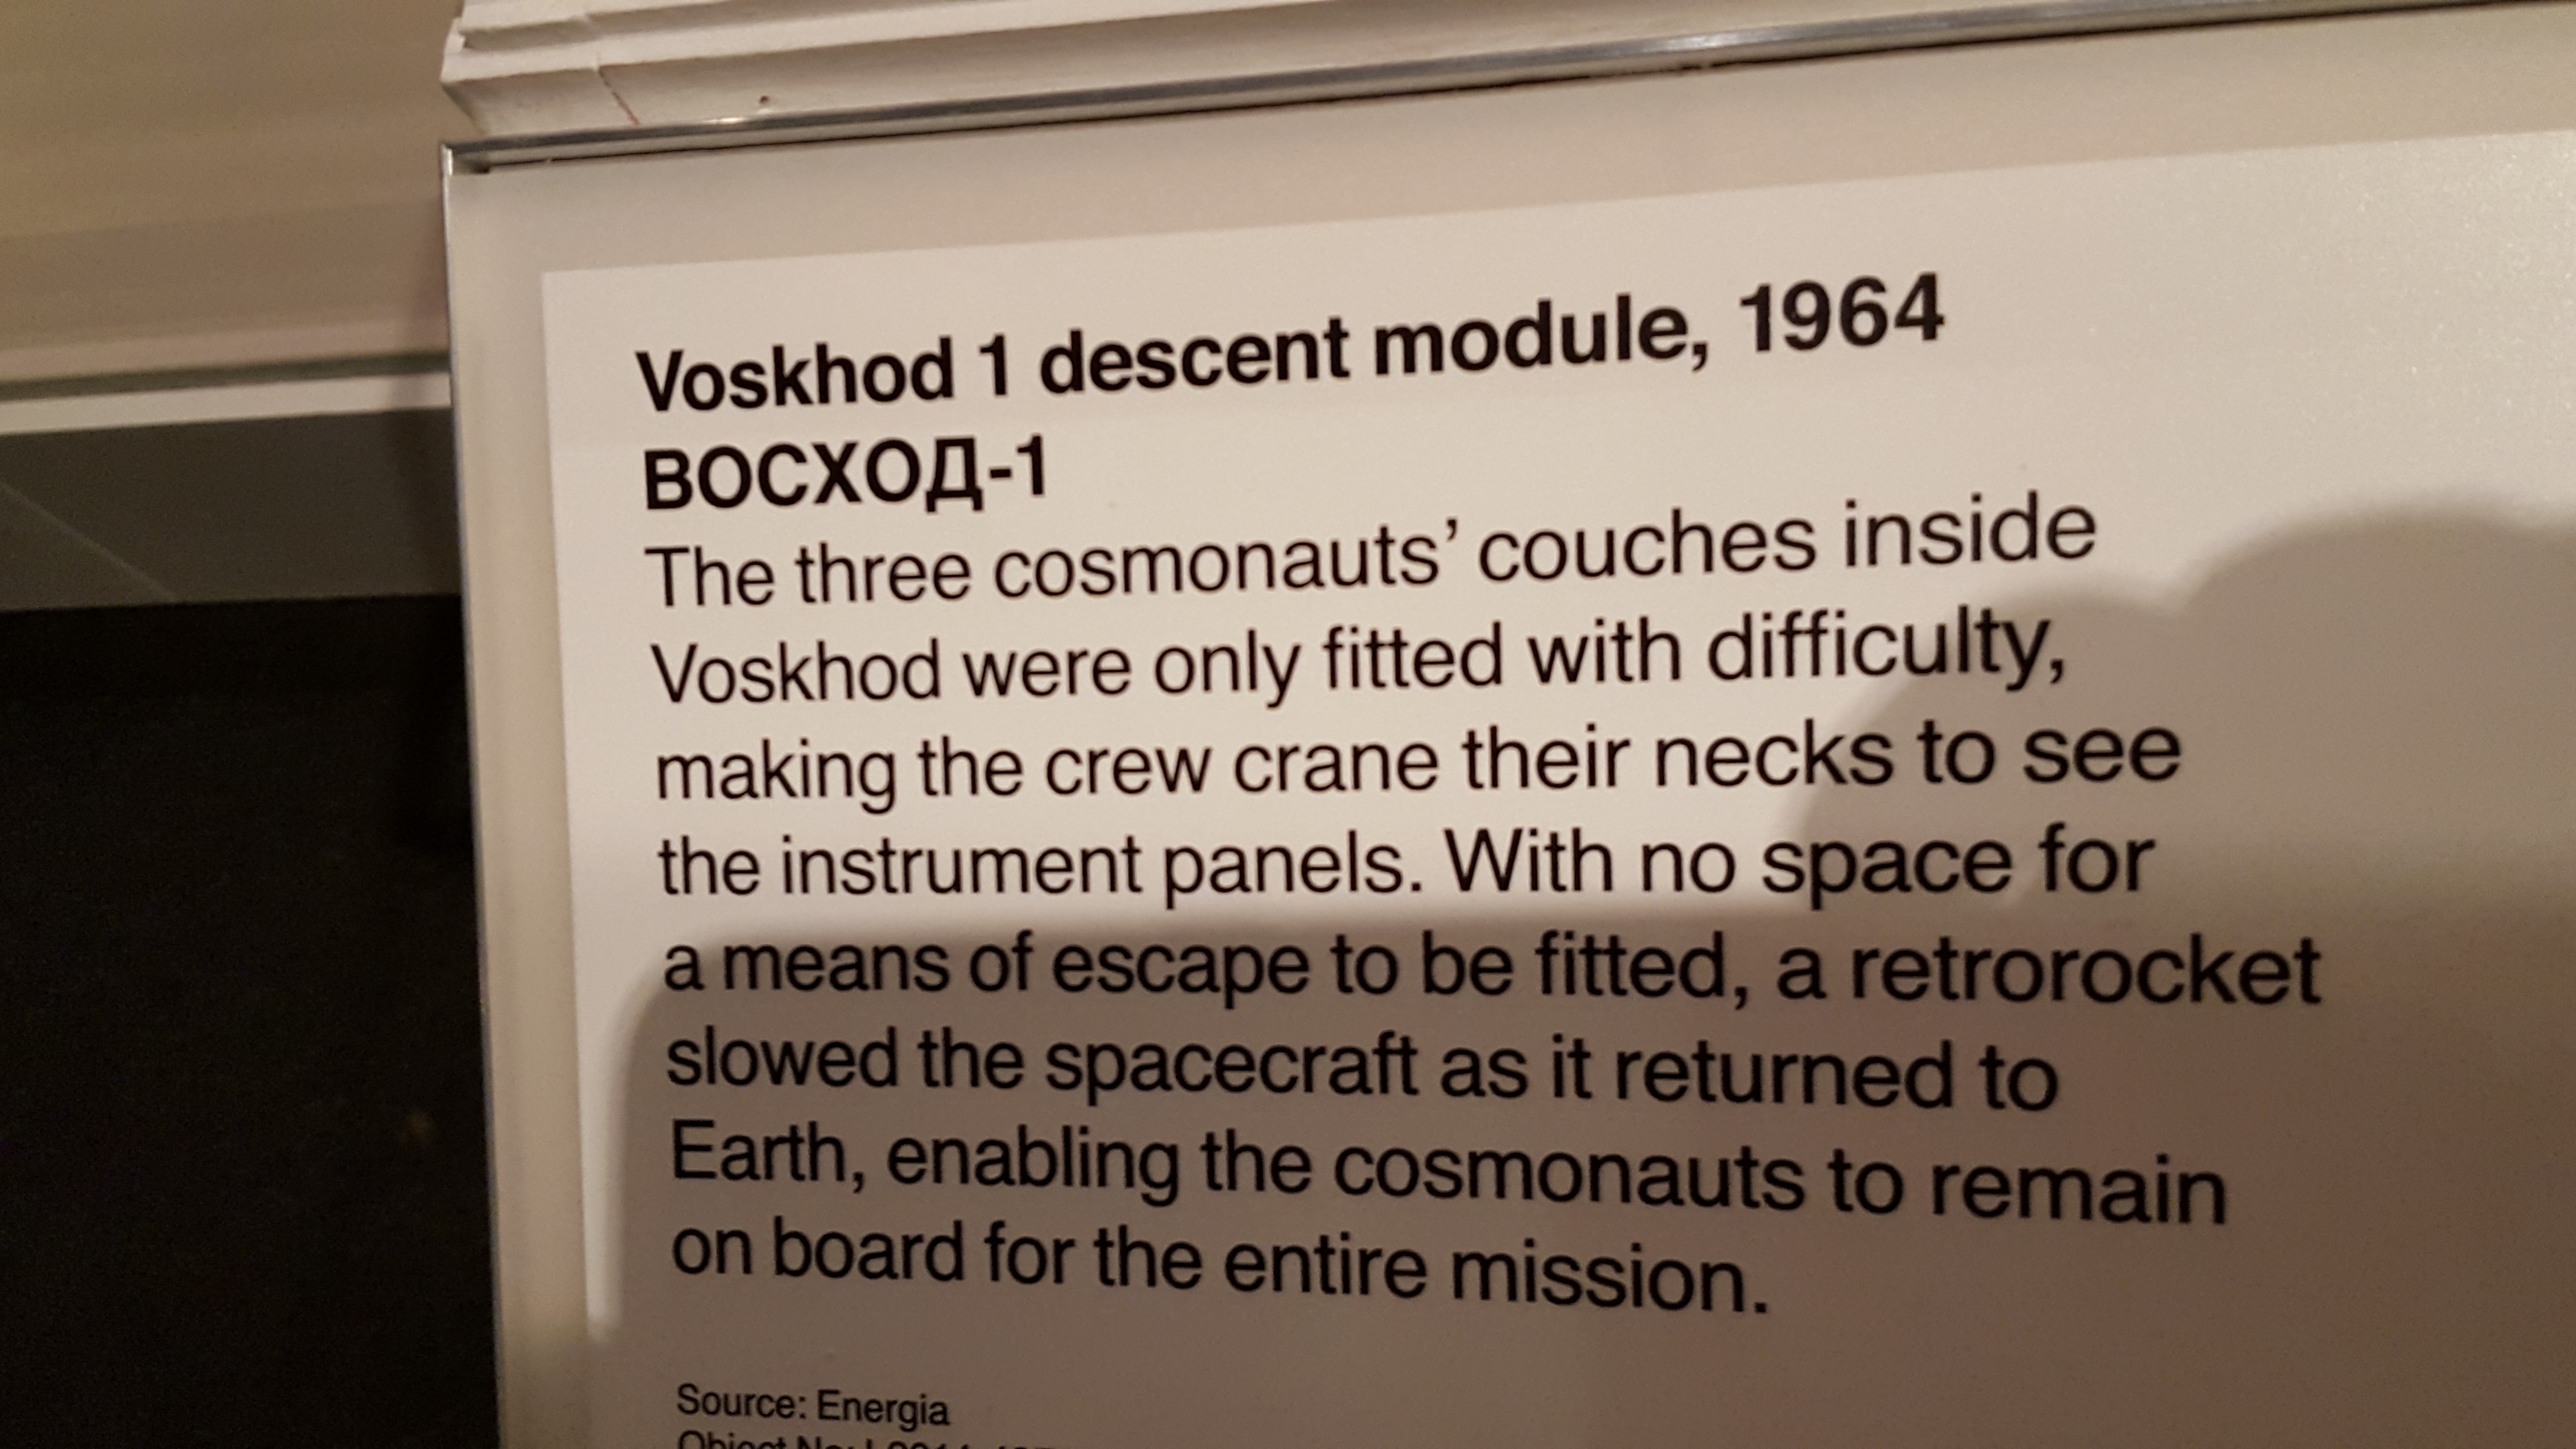 Voskhod 1 descent module, 1964
ВОСХОД-1
The three cosmonauts’ couches inside
Voskhod were only fitted with difficulty,
making the crew crane their necks to see
the instrument panels. With no space for
a means of escape to be fitted, a retrorocket
slowed the spacecraft as it returned to
Earth, enabling the cosmonauts to remain
on board for the entire mission.
Source: Energia
Object No: